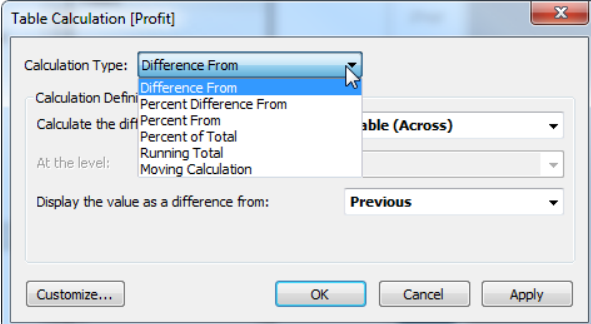 Table Calculation [Profit]
Calculation Type: Difference From
Difference From
Percent Difference From
Percent From
Percent of Total
Running Total
Moving Calculation
Calculation Defini
Calculate the diff able (Across)
At the level:
Display the value as a difference from: Previous
Customize... OK Cancel Apply